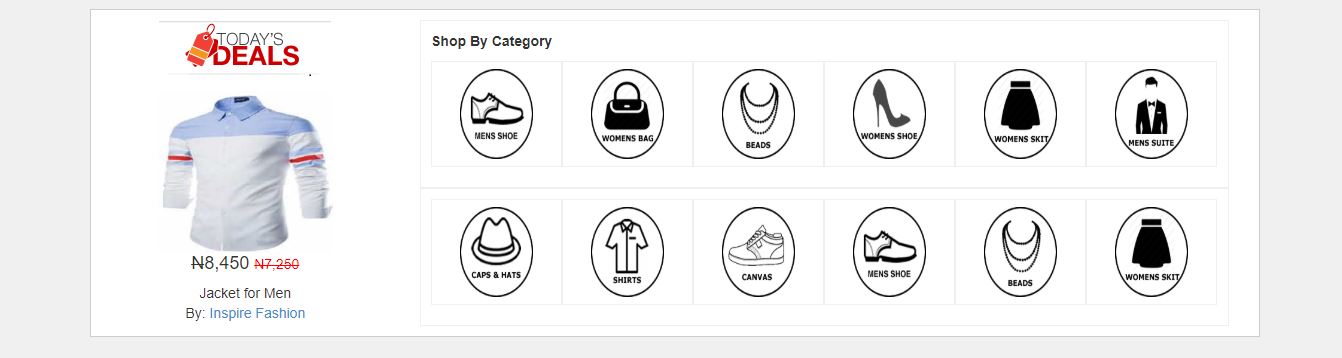 TODAY'S
DEALS
₦8,450 ₦7,250
Jacket for Men
By: Inspire Fashion
Shop By Category
MENS SHOE
WOMENS BAG
BEADS
WOMENS SHOE
WOMENS SKIT
MENS SUITE
CAPS & HATS
SHIRTS
CANVAS
MENS SHOE
BEADS
WOMENS SKIT